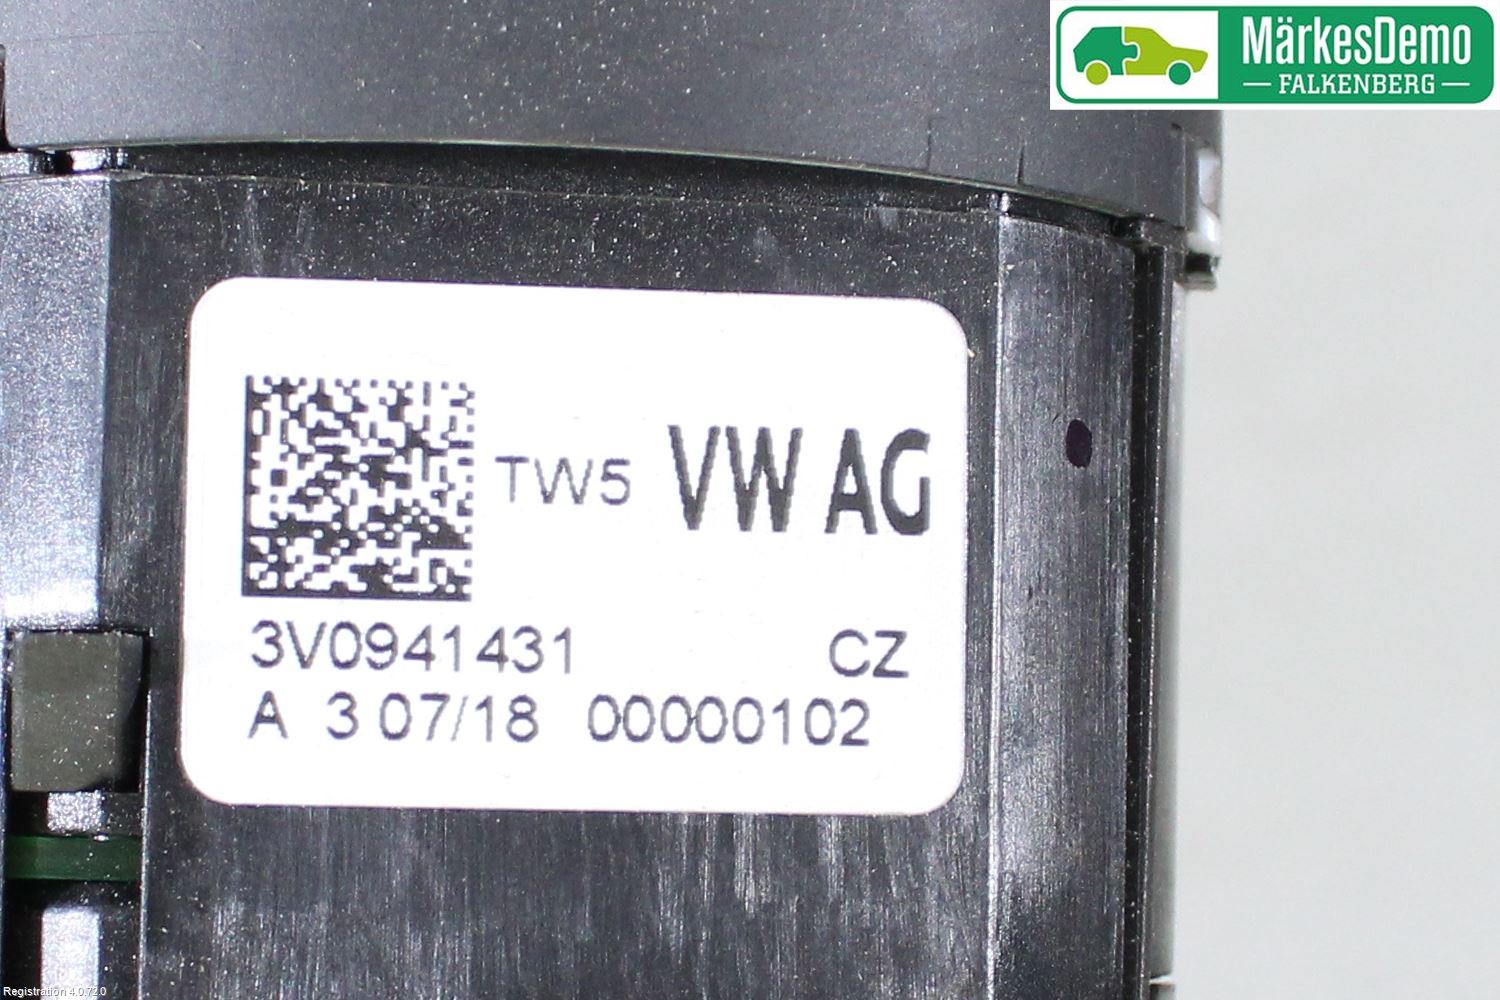 MärkesDemo
FALKENBERG
TW5 VW AG
3V0941431 CZ
A 3 07/18 00000102
Registration 4.0.72.0